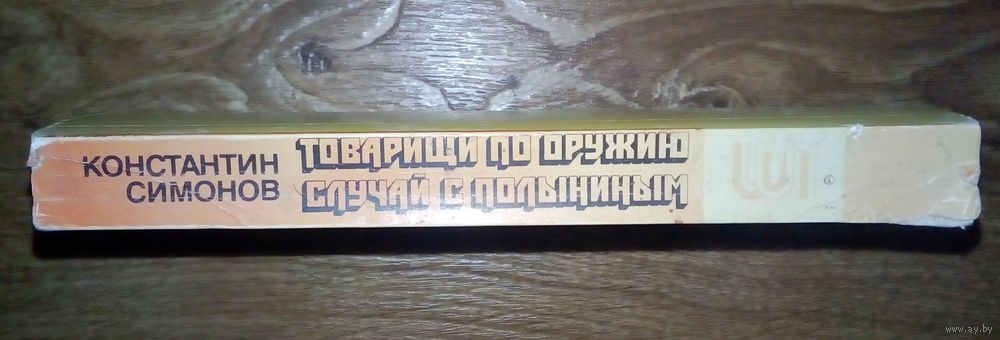 КОНСТАНТИН
СИМОНОВ
ТОВАРИЩИ ПО ОРУЖИЮ
СЛУЧАЙ С ПОЛЫНИНЫМ
www.ay.by